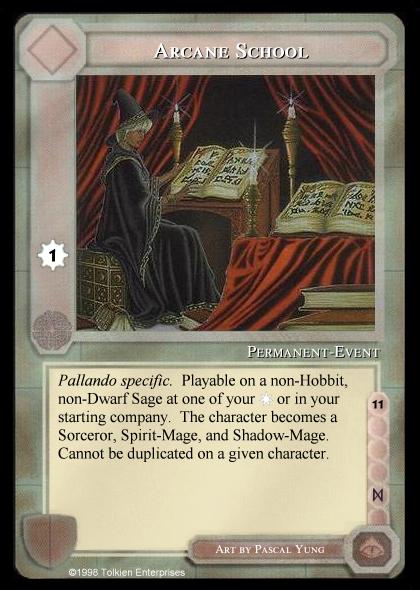 ARCANE SCHOOL
1
PERMANENT-EVENT
Pallando specific. Playable on a non-Hobbit,
non-Dwarf Sage at one of your or in your
starting company. The character becomes a
Sorceror, Spirit-Mage, and Shadow-Mage.
Cannot be duplicated on a given character.
11
ART BY PASCAL YUNG
©1998 Tolkien Enterprises